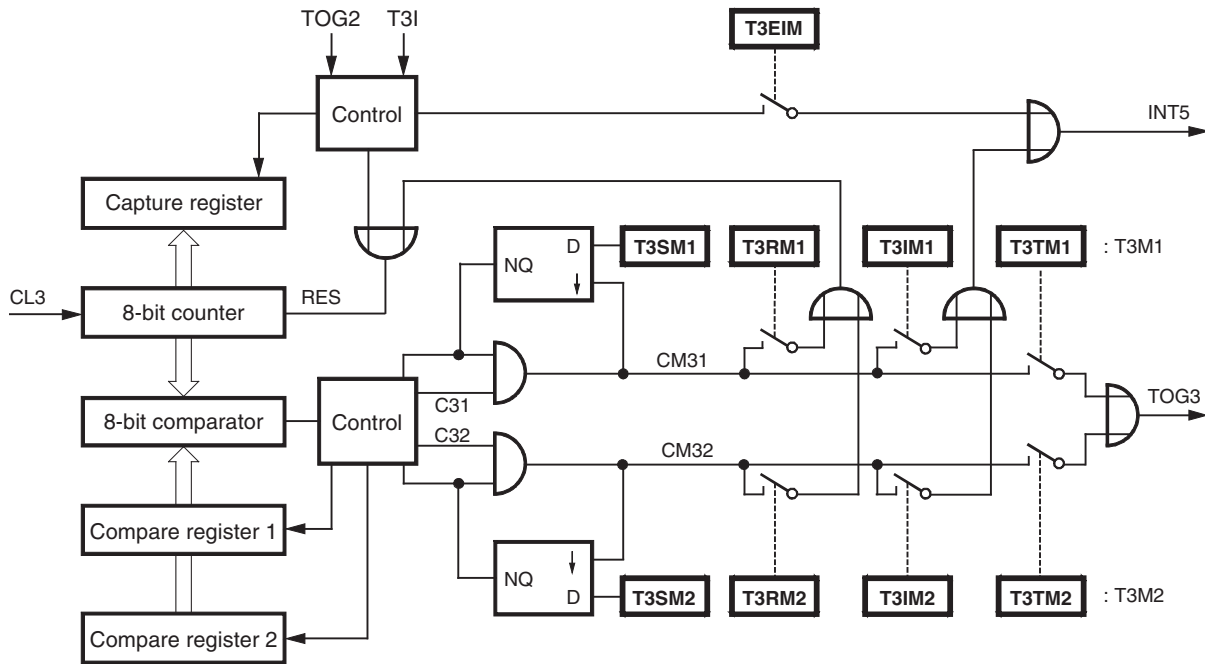 TOG2 T3I
T3EIM
Control
INT5
Capture register
D T3SM1 T3RM1 T3IM1 T3TM1 : T3M1
NQ
CL3 8-bit counter RES
CM31
C31
8-bit comparator Control TOG3
C32
CM32
Compare register 1
NQ
D T3SM2 T3RM2 T3IM2 T3TM2 : T3M2
Compare register 2